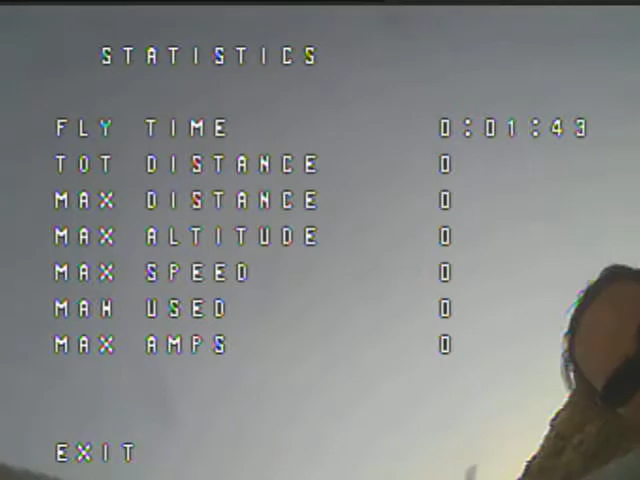 STATISTICS
FLY TIME 0:01:43
TOT DISTANCE 0
MAX DISTANCE 0
MAX ALTITUDE 0
MAX SPEED 0
MAH USED 0
MAX AMPS 0
EXIT